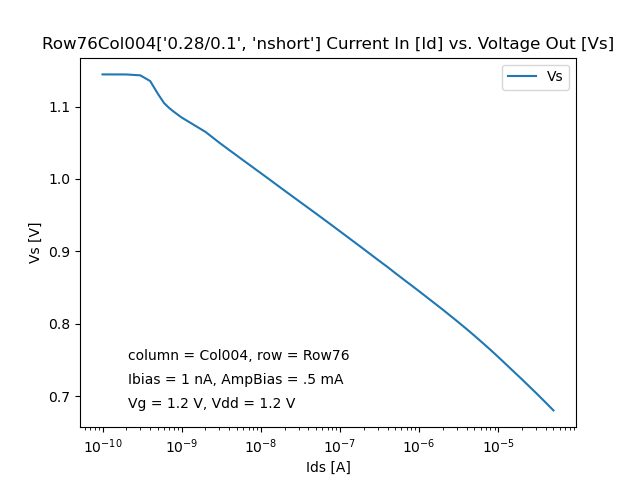 Row76Col004['0.28/0.1', 'nshort'] Current In [Id] vs. Voltage Out [Vs]
Vs
1.1
1.0
0.9
0.8
0.7
Vs [V]
column = Col004, row = Row76
Ibias = 1 nA, AmpBias = .5 mA
Vg = 1.2 V, Vdd = 1.2 V
10⁻¹⁰ 10⁻⁹ 10⁻⁸ 10⁻⁷ 10⁻⁶ 10⁻⁵
Ids [A]